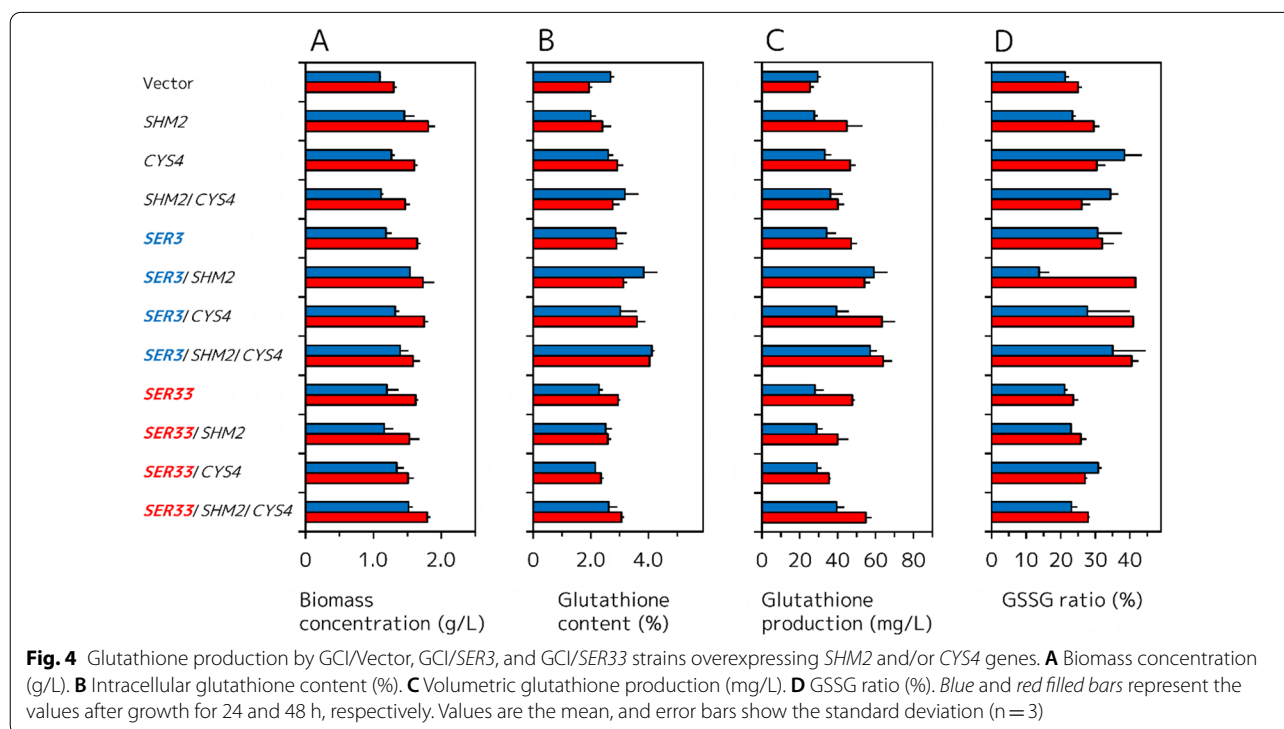 A B C D
Vector
SHM2
CYS4
SHM2/CYS4
SER3
SER3/SHM2
SER3/CYS4
SER3/SHM2/CYS4
SER33
SER33/SHM2
SER33/CYS4
SER33/SHM2/CYS4
0 1.0 2.0 0 2.0 4.0 0 20 40 60 80 0 10 20 30 40
Biomass concentration (g/L)
Glutathione content (%)
Glutathione production (mg/L)
GSSG ratio (%)
Fig. 4 Glutathione production by GCI/Vector, GCI/SER3, and GCI/SER33 strains overexpressing SHM2 and/or CYS4 genes. A Biomass concentration
(g/L). B Intracellular glutathione content (%). C Volumetric glutathione production (mg/L). D GSSG ratio (%). Blue and red filled bars represent the
values after growth for 24 and 48 h, respectively. Values are the mean, and error bars show the standard deviation (n = 3)